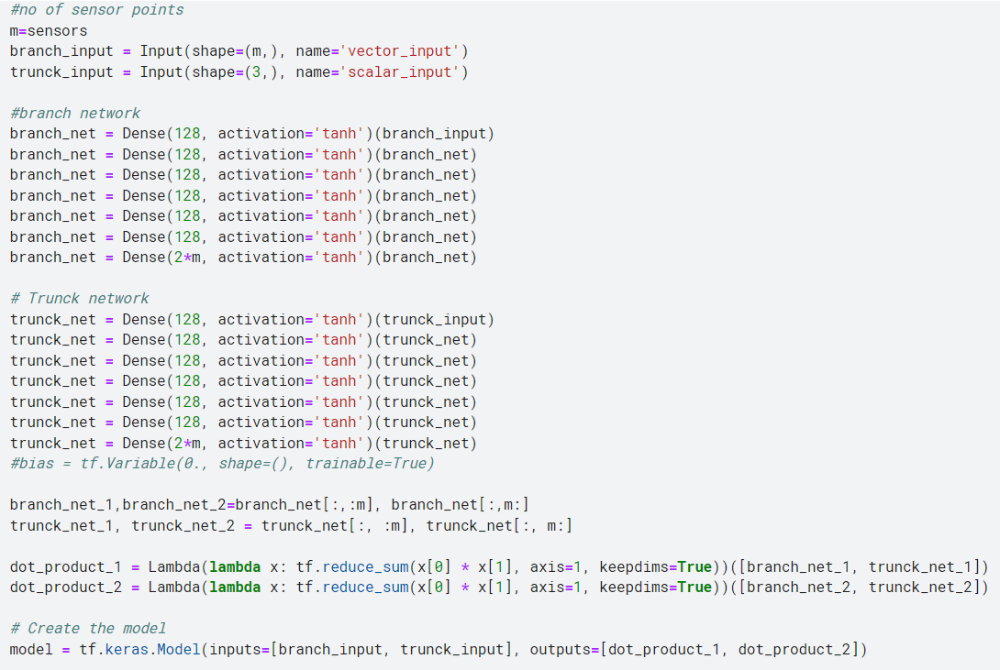 #no of sensor points
m=sensors
branch_input = Input(shape=(m,), name='vector_input')
trunck_input = Input(shape=(3,), name='scalar_input')
#branch network
branch_net = Dense(128, activation='tanh')(branch_input)
branch_net = Dense(128, activation='tanh')(branch_net)
branch_net = Dense(128, activation='tanh')(branch_net)
branch_net = Dense(128, activation='tanh')(branch_net)
branch_net = Dense(128, activation='tanh')(branch_net)
branch_net = Dense(128, activation='tanh')(branch_net)
branch_net = Dense(2*m, activation='tanh')(branch_net)
# Trunck network
trunck_net = Dense(128, activation='tanh')(trunck_input)
trunck_net = Dense(128, activation='tanh')(trunck_net)
trunck_net = Dense(128, activation='tanh')(trunck_net)
trunck_net = Dense(128, activation='tanh')(trunck_net)
trunck_net = Dense(128, activation='tanh')(trunck_net)
trunck_net = Dense(128, activation='tanh')(trunck_net)
trunck_net = Dense(2*m, activation='tanh')(trunck_net)
#bias = tf.Variable(0., shape=(), trainable=True)
branch_net_1,branch_net_2=branch_net[:,:m], branch_net[:,m:]
trunck_net_1, trunck_net_2 = trunck_net[:, :m], trunck_net[:, m:]
dot_product_1 = Lambda(lambda x: tf.reduce_sum(x[0] * x[1], axis=1, keepdims=True))([branch_net_1, trunck_net_1])
dot_product_2 = Lambda(lambda x: tf.reduce_sum(x[0] * x[1], axis=1, keepdims=True))([branch_net_2, trunck_net_2])
# Create the model
model = tf.keras.Model(inputs=[branch_input, trunck_input], outputs=[dot_product_1, dot_product_2])